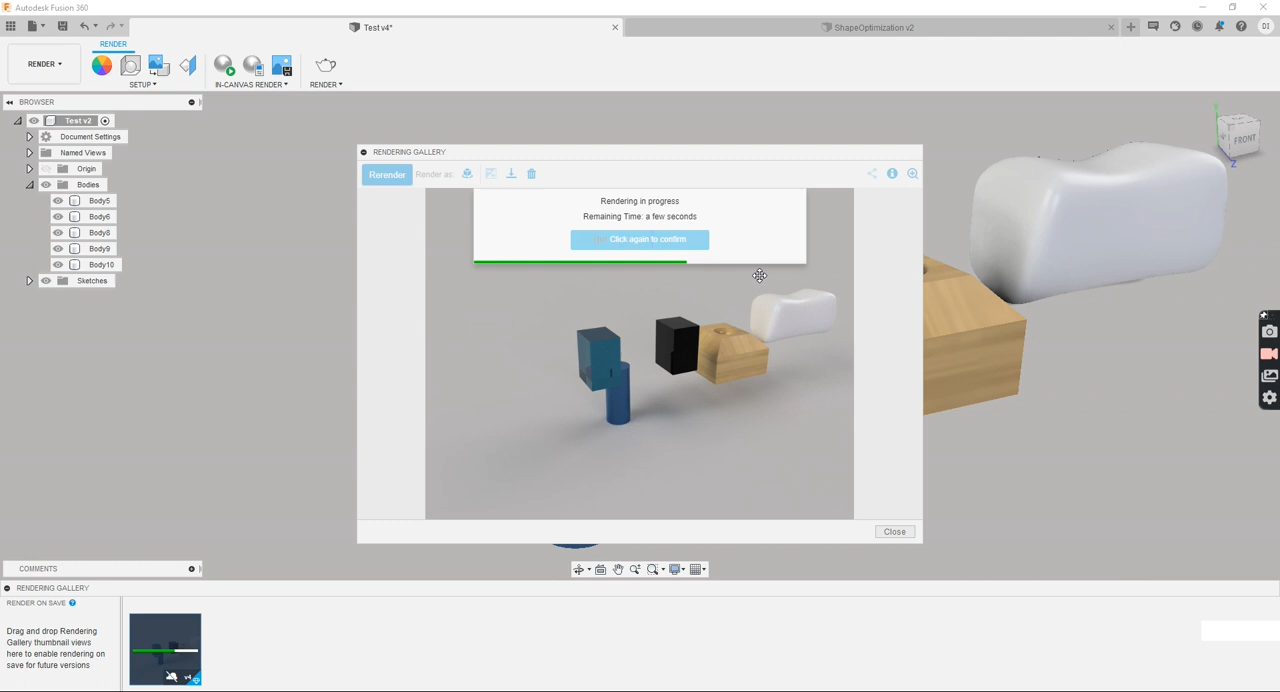 Autodesk Fusion 360
Test v4*
ShapeOptimization v2
DI
RENDER
RENDER
SETUP
IN-CANVAS RENDER
RENDER
BROWSER
Test v2
Document Settings
Named Views
Origin
Bodies
Body5
Body6
Body8
Body9
Body10
Sketches
FRONT
Y
Z
RENDERING GALLERY
Rerender
Render as:
Rendering in progress
Remaining Time: a few seconds
Click again to confirm
Close
COMMENTS
RENDERING GALLERY
RENDER ON SAVE
Drag and drop Rendering
Gallery thumbnail views
here to enable rendering on
save for future versions
v4